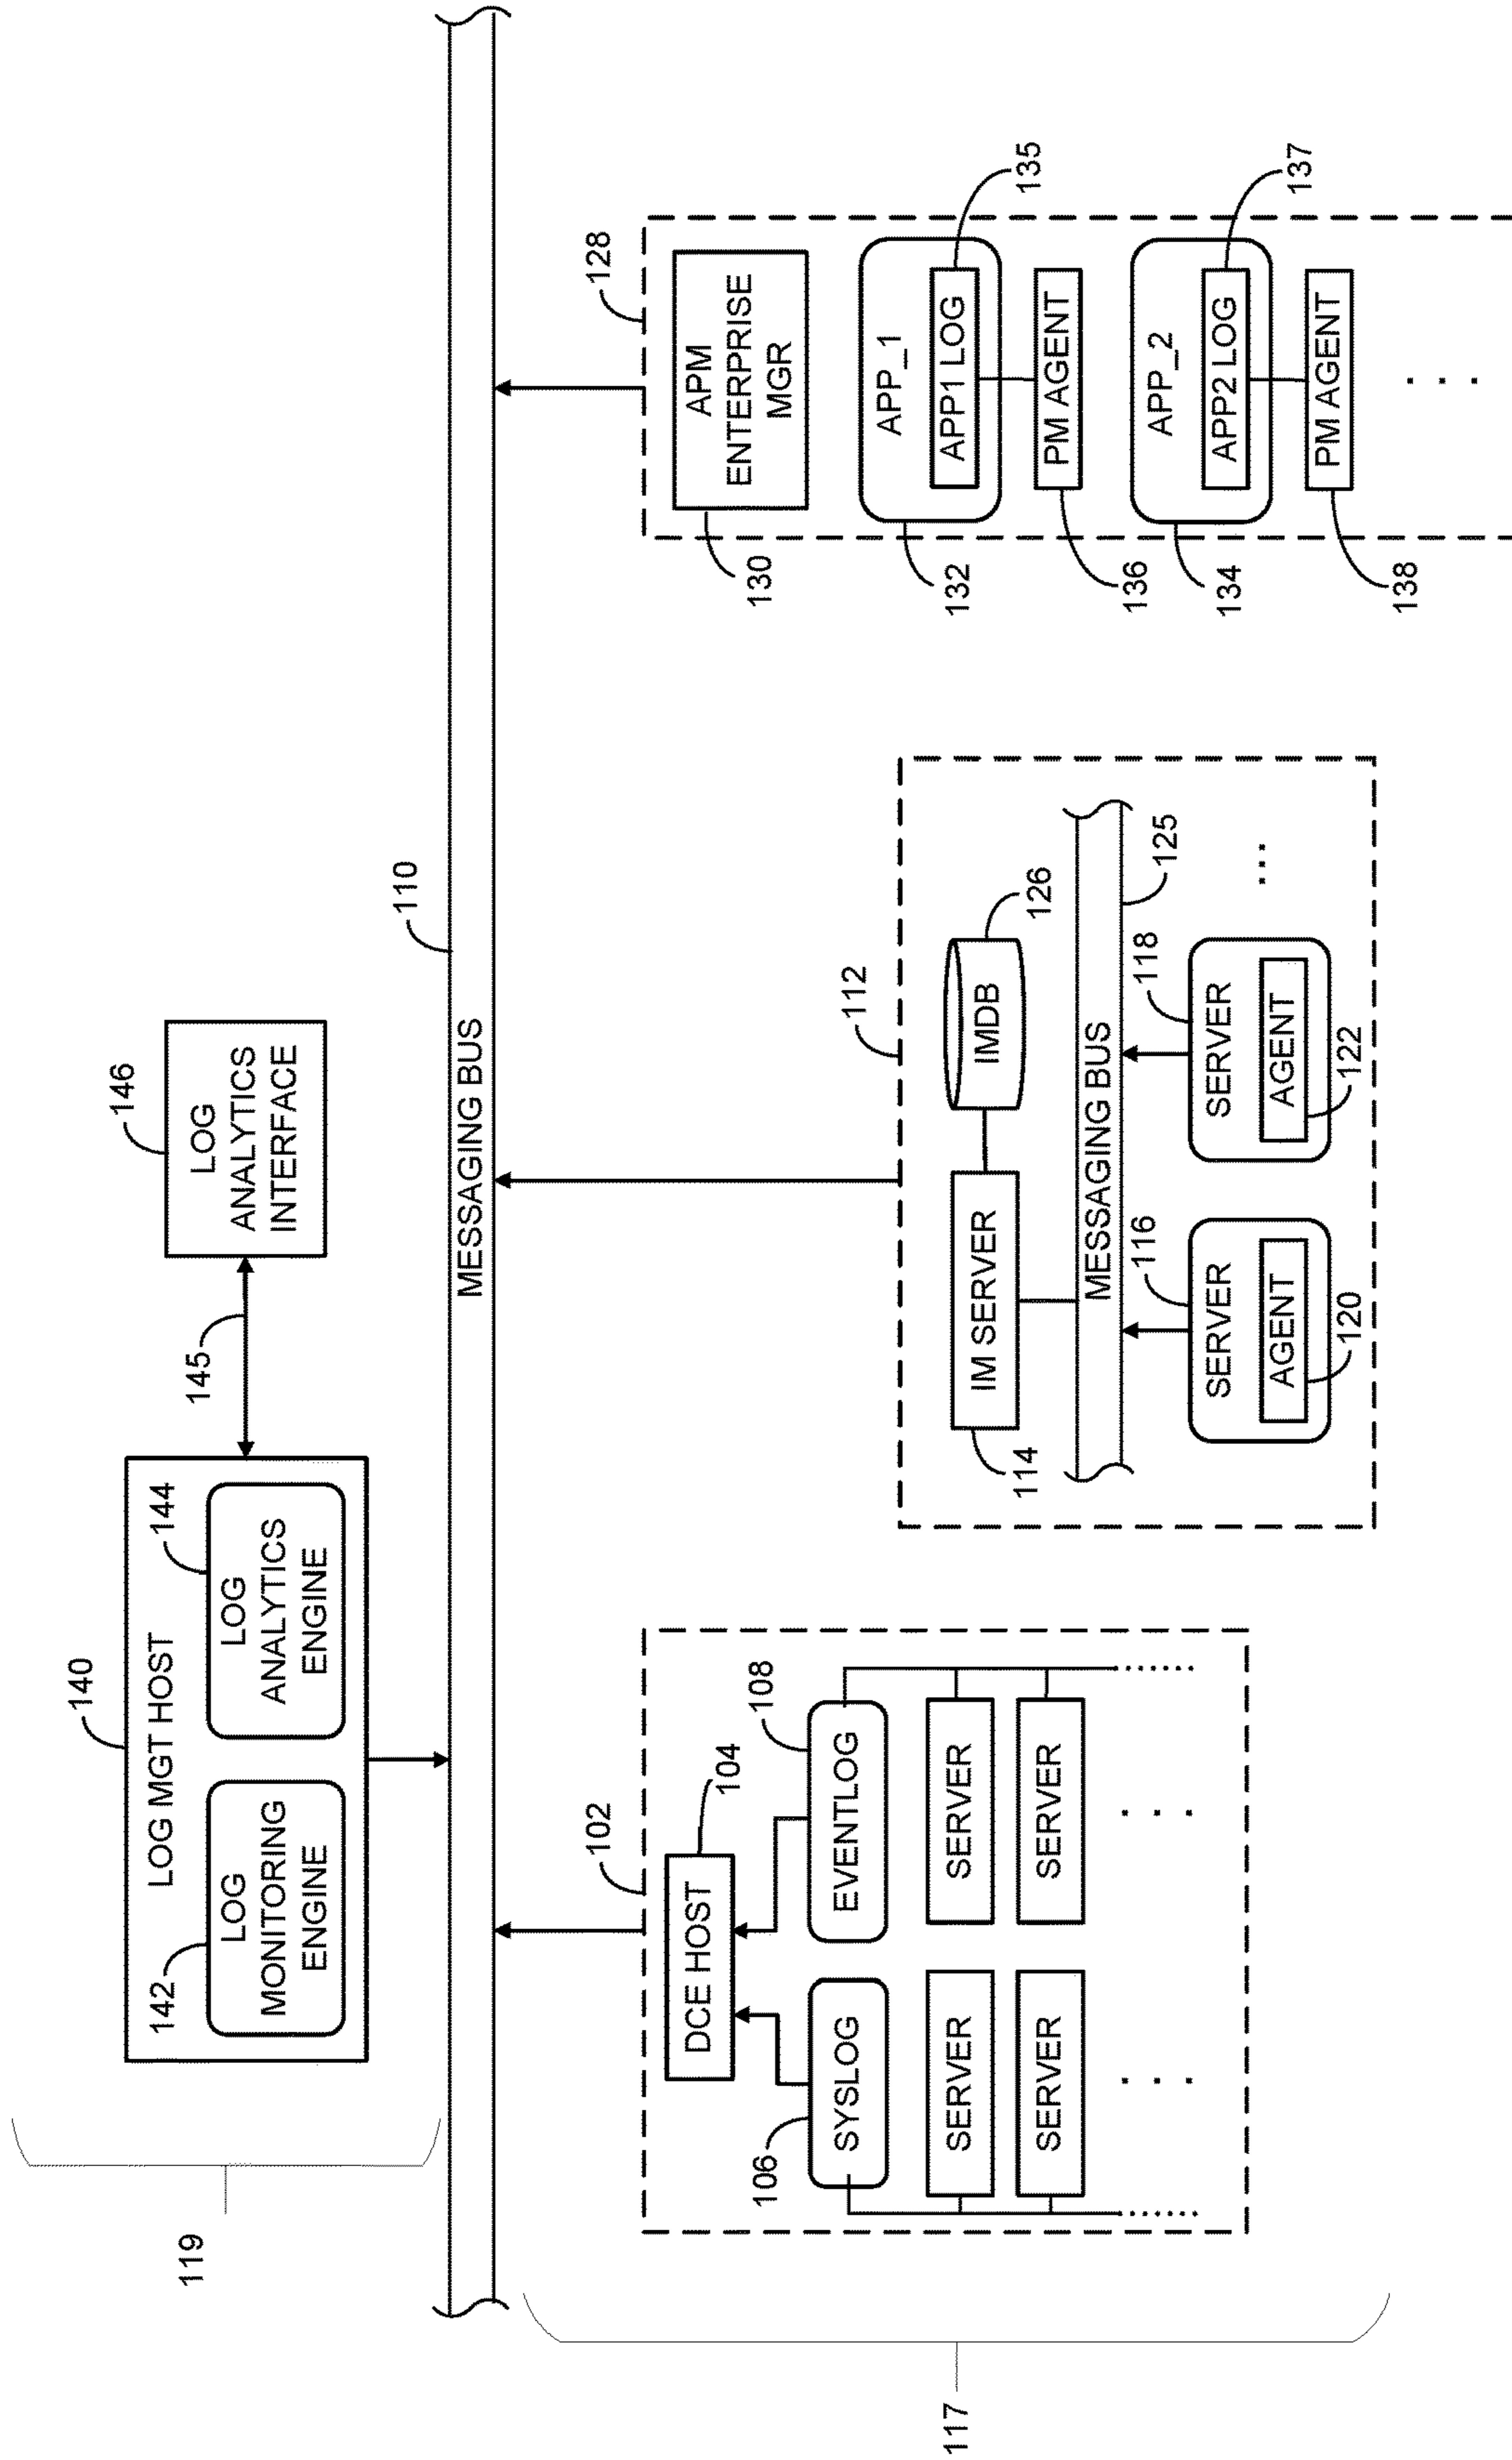 119
140
LOG MGT HOST
142
LOG
MONITORING
ENGINE
144
LOG
ANALYTICS
ENGINE
145
146
LOG
ANALYTICS
INTERFACE
110
MESSAGING BUS
117
102
DCE HOST
104
106
SYSLOG
EVENTLOG
108
SERVER
SERVER
SERVER
SERVER
. . .
. . .
112
114
IM SERVER
IMDB
126
MESSAGING BUS
125
116
SERVER
AGENT
120
118
SERVER
AGENT
122
...
128
APM
ENTERPRISE
MGR
130
APP_1
APP1 LOG
135
132
PM AGENT
136
APP_2
APP2 LOG
137
134
PM AGENT
138
. . .